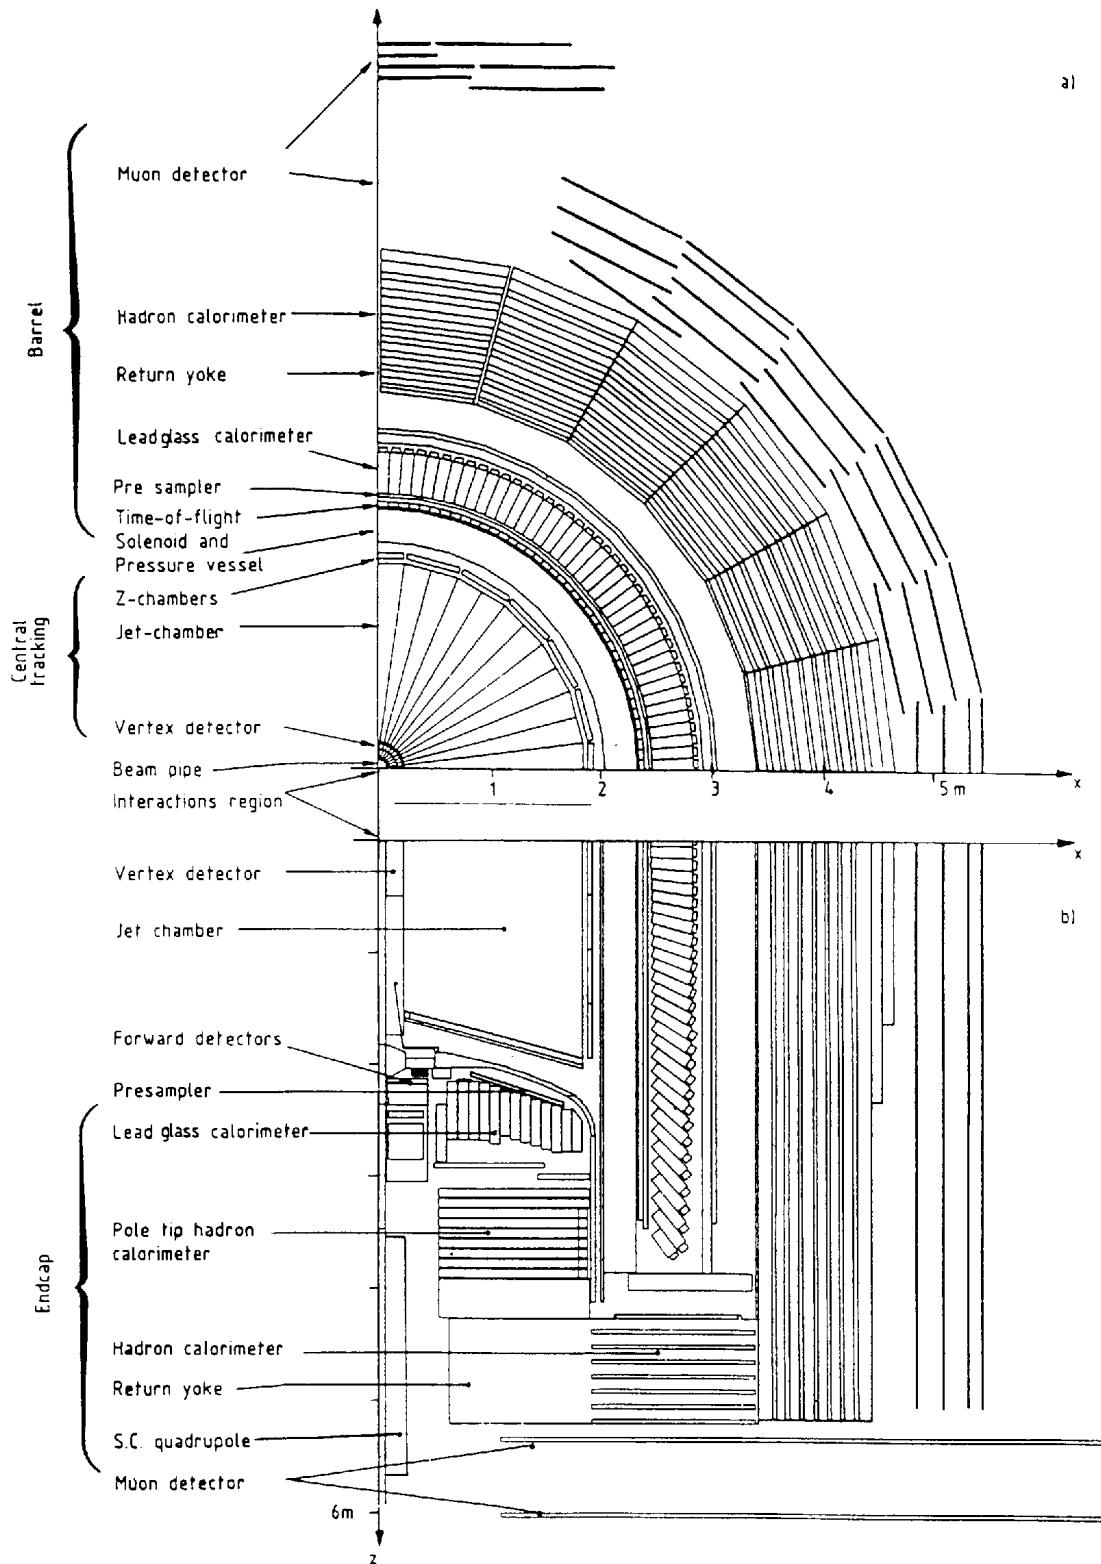 a)
Muon detector
Barrel
Hadron calorimeter
Return yoke
Lead glass calorimeter
Pre sampler
Time-of-flight
Solenoid and
Pressure vessel
Central
tracking
Z-chambers
Jet-chamber
Vertex detector
Beam pipe
Interactions region
1
2
3
4
5 m
x
x
b)
Vertex detector
Jet chamber
Forward detectors
Presampler
Lead glass calorimeter
Endcap
Pole tip hadron
calorimeter
Hadron calorimeter
Return yoke
S.C. quadrupole
Muon detector
6m
z